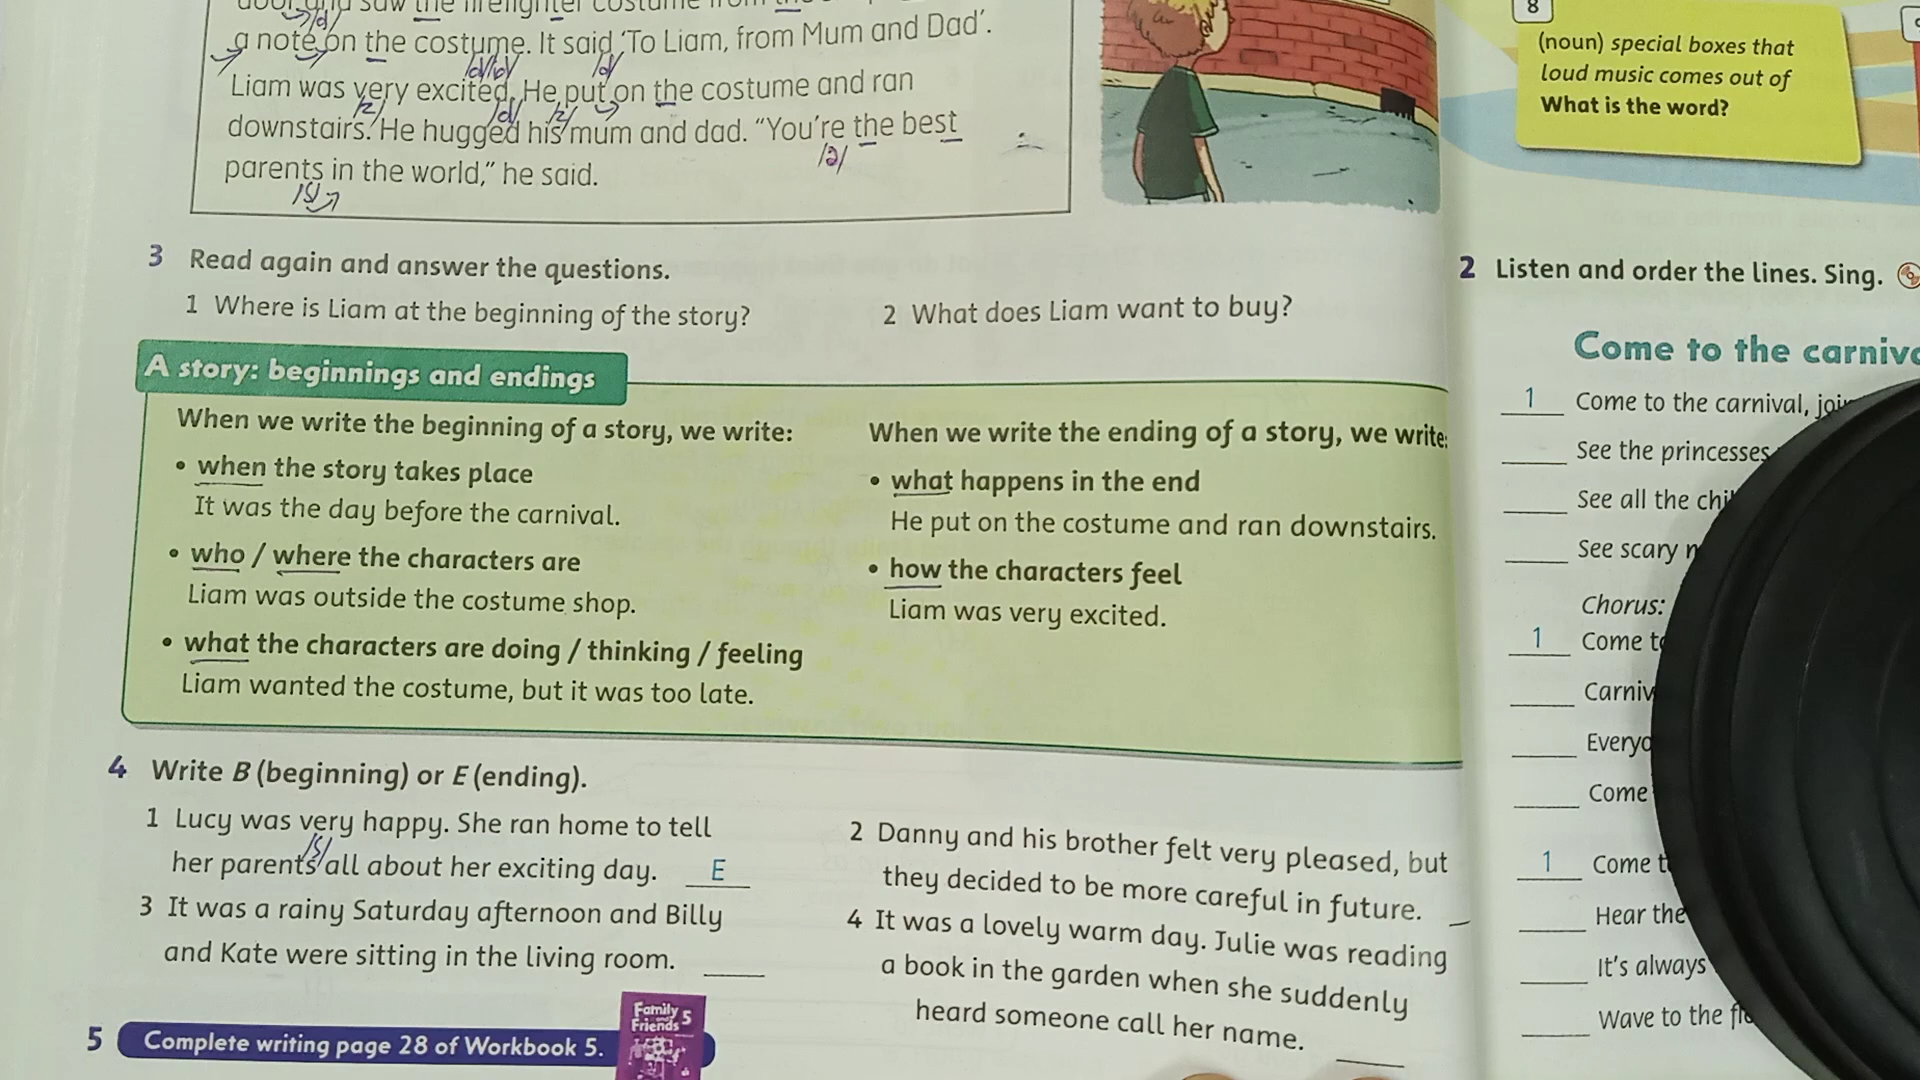 a note on the costume. It said 'To Liam, from Mum and Dad'.
/d/
Liam was very excited. He put on the costume and ran
/z/ /d/ /z/
downstairs. He hugged his mum and dad. "You're the best
/ə/
parents in the world," he said.
/s/
3 Read again and answer the questions.
1 Where is Liam at the beginning of the story?
2 What does Liam want to buy?
A story: beginnings and endings
When we write the beginning of a story, we write:
• when the story takes place
It was the day before the carnival.
• who / where the characters are
Liam was outside the costume shop.
• what the characters are doing / thinking / feeling
Liam wanted the costume, but it was too late.
When we write the ending of a story, we write:
• what happens in the end
He put on the costume and ran downstairs.
• how the characters feel
Liam was very excited.
4 Write B (beginning) or E (ending).
1 Lucy was very happy. She ran home to tell
/s/
her parents all about her exciting day. E
2 Danny and his brother felt very pleased, but
they decided to be more careful in future.
3 It was a rainy Saturday afternoon and Billy
and Kate were sitting in the living room.
4 It was a lovely warm day. Julie was reading
a book in the garden when she suddenly
heard someone call her name.
5 Complete writing page 28 of Workbook 5.
Family
and
Friends 5
8
(noun) special boxes that
loud music comes out of
What is the word?
2 Listen and order the lines. Sing.
Come to the
1 Come to the carnival,
See the princesses
See all the
See scary
Chorus:
1 Come
Come
1 Come
Hear the
It's always
Wave to the